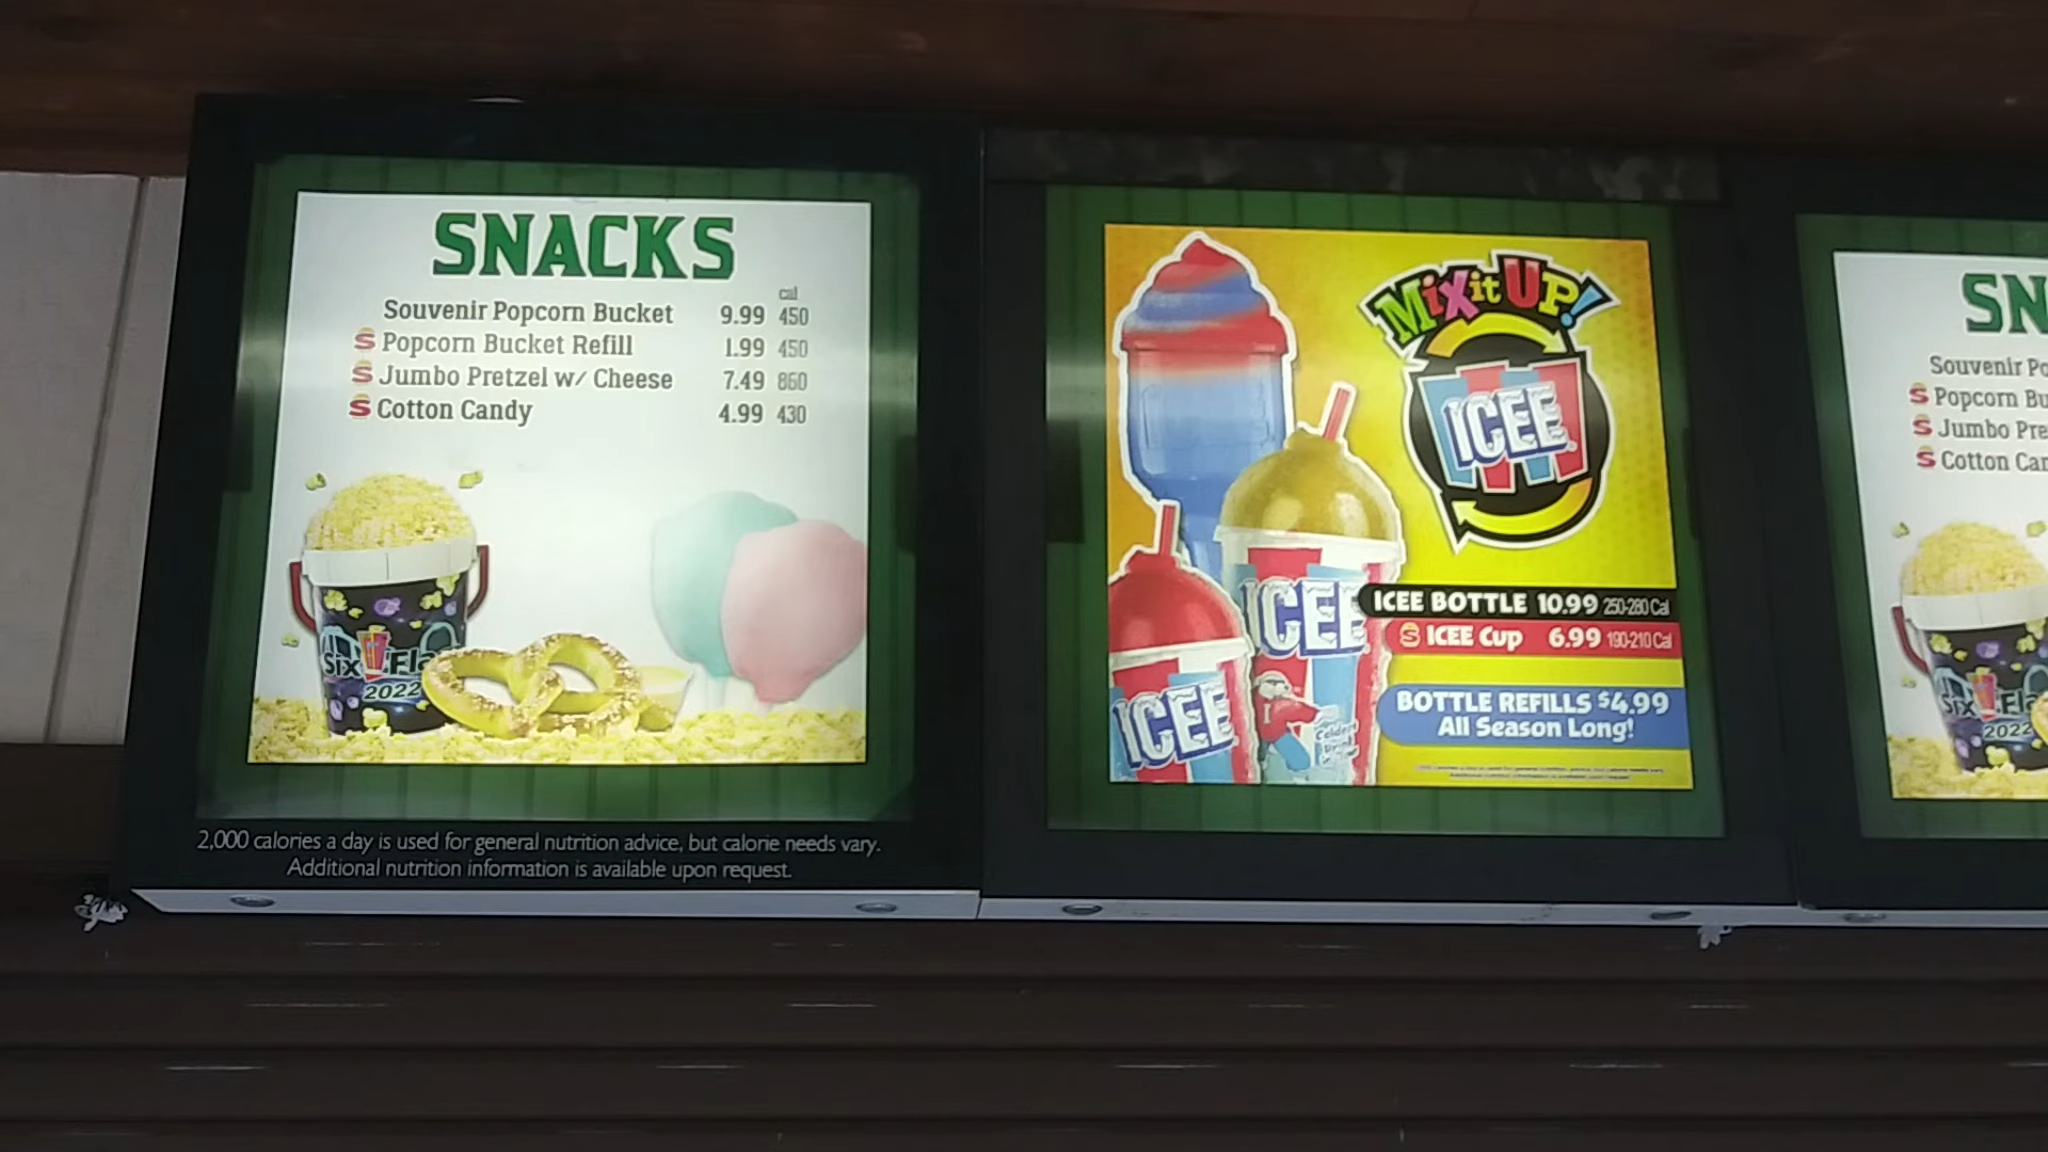 SNACKS
cal
Souvenir Popcorn Bucket 9.99 450
S Popcorn Bucket Refill 1.99 450
S Jumbo Pretzel w/ Cheese 7.49 860
S Cotton Candy 4.99 430
Six Fla
2022
2,000 calories a day is used for general nutrition advice, but calorie needs vary.
Additional nutrition information is available upon request.
MiX it UP!
ICEE
ICEE
ICEE
ICEE BOTTLE 10.99 250-280 Cal
S ICEE Cup 6.99 190-210 Cal
BOTTLE REFILLS $4.99
All Season Long!
SN
Souvenir Po
S Popcorn Bu
S Jumbo Pre
S Cotton Can
Six Fla
2022